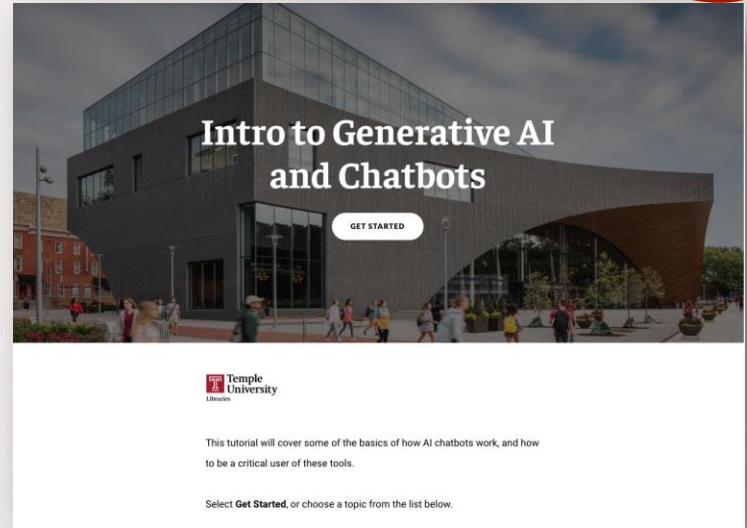 Intro to Generative AI
and Chatbots
GET STARTED
Temple
University
Libraries
This tutorial will cover some of the basics of how AI chatbots work, and how
to be a critical user of these tools.
Select Get Started, or choose a topic from the list below.